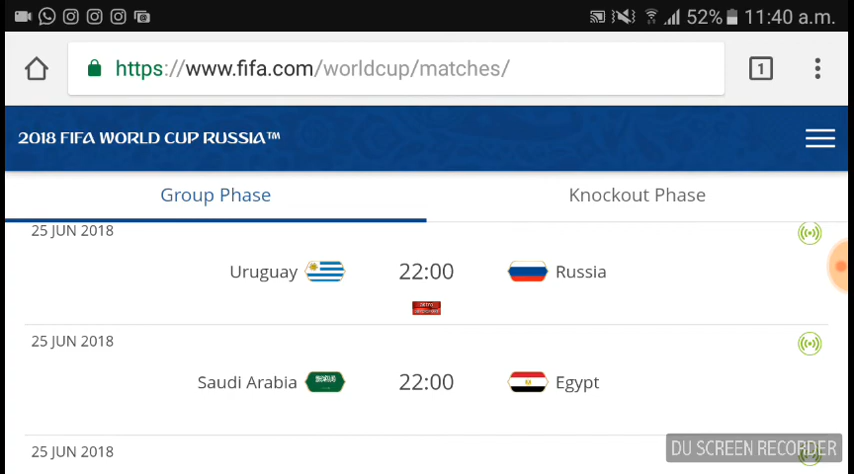 52% 11:40 a.m.
https://www.fifa.com/worldcup/matches/
1
2018 FIFA WORLD CUP RUSSIA™
Group Phase Knockout Phase
25 JUN 2018
Uruguay 22:00 Russia
25 JUN 2018
Saudi Arabia 22:00 Egypt
25 JUN 2018
DU SCREEN RECORDER